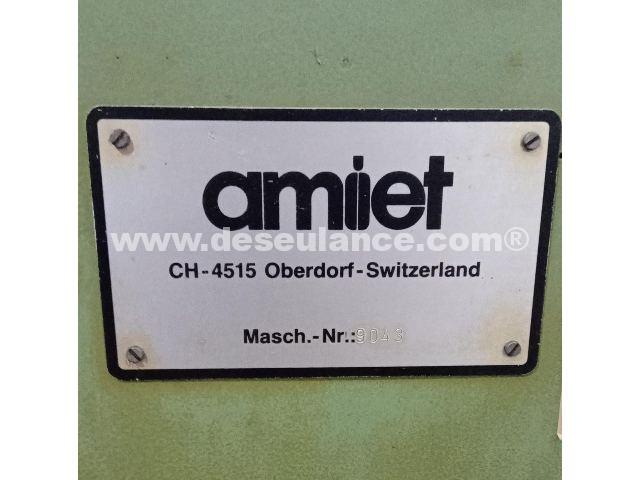 amiet
www.deseulance.com®
CH-4515 Oberdorf-Switzerland
Masch.-Nr.: 9043